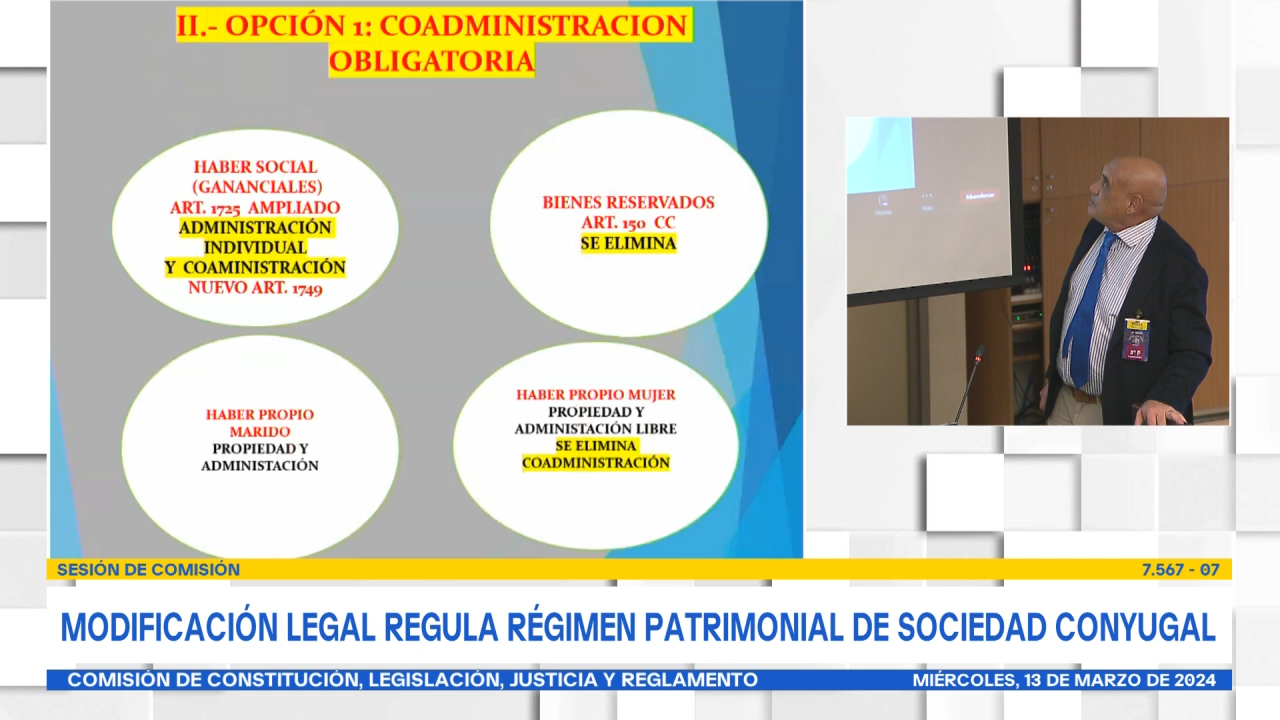 II.- OPCIÓN 1: COADMINISTRACION
OBLIGATORIA
HABER SOCIAL
(GANANCIALES)
ART. 1725 AMPLIADO
ADMINISTRACIÓN
INDIVIDUAL
Y COAMINISTRACIÓN
NUEVO ART. 1749
BIENES RESERVADOS
ART. 150 CC
SE ELIMINA
HABER PROPIO
MARIDO
PROPIEDAD Y
ADMINISTACIÓN
HABER PROPIO MUJER
PROPIEDAD Y
ADMINISTACIÓN LIBRE
SE ELIMINA
COADMINISTRACIÓN
Abandonar
SESIÓN DE COMISIÓN
7.567 - 07
MODIFICACIÓN LEGAL REGULA RÉGIMEN PATRIMONIAL DE SOCIEDAD CONYUGAL
COMISIÓN DE CONSTITUCIÓN, LEGISLACIÓN, JUSTICIA Y REGLAMENTO
MIÉRCOLES, 13 DE MARZO DE 2024